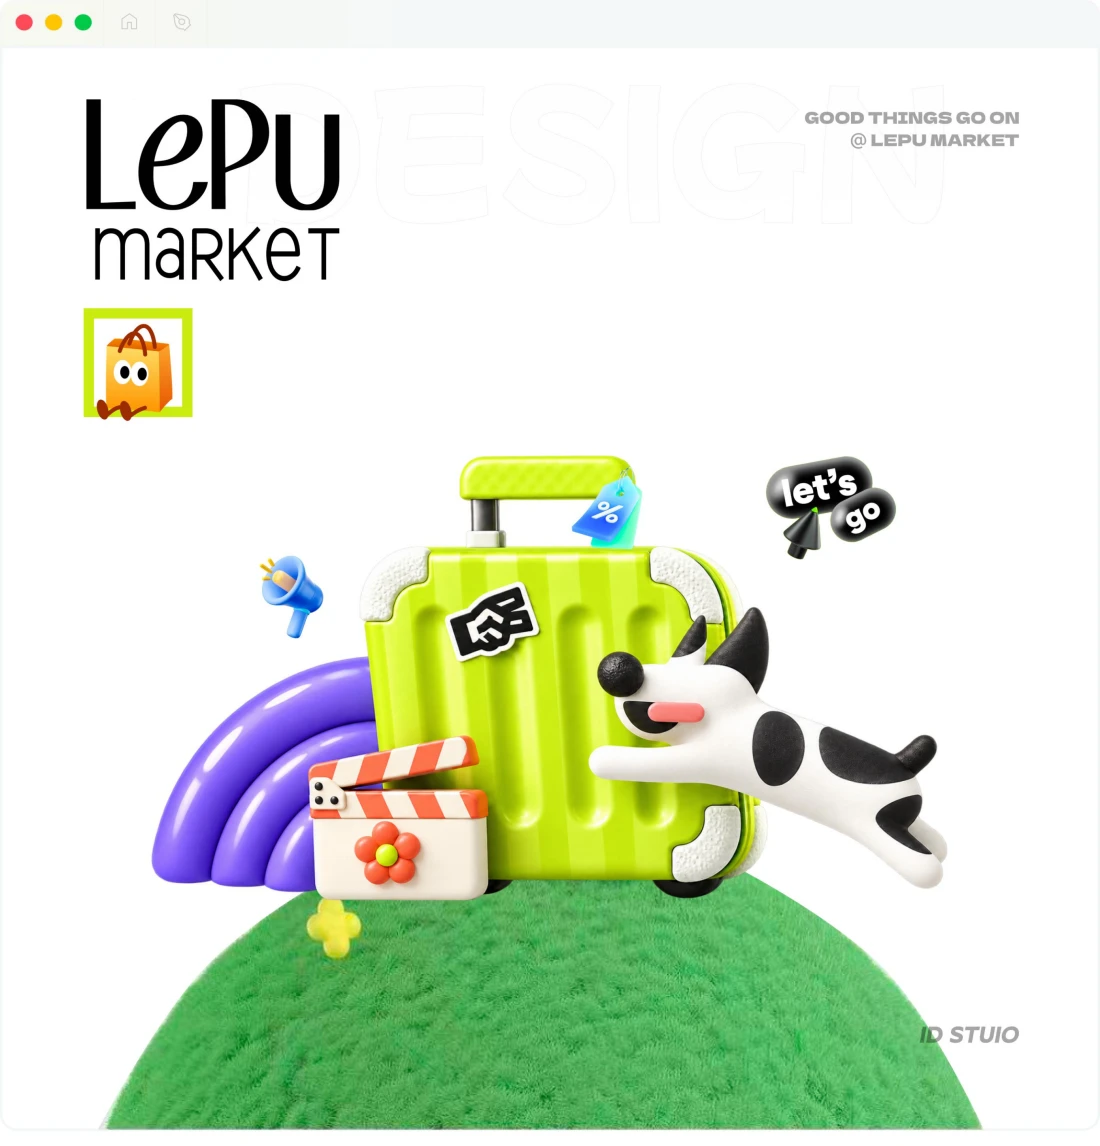 DESIGN
LePu
market
GOOD THINGS GO ON
@ LEPU MARKET
%
let's
go
ID STUIO